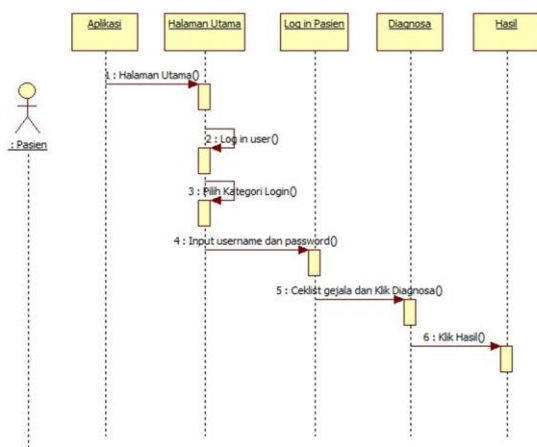 Aplikasi
Halaman Utama
Log in Pasien
Diagnosa
Hasil
: Pasien
1 : Halaman Utama()
2 : Log in user()
3 : Pilih Kategori Login()
4 : Input username dan password()
5 : Ceklist gejala dan Klik Diagnosa()
6 : Klik Hasil()